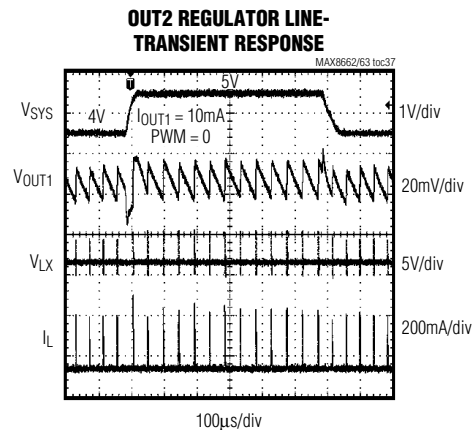 OUT2 REGULATOR LINE-
TRANSIENT RESPONSE
MAX8662/63 toc37
T
5V
VSYS
4V
IOUT1 = 10mA
PWM = 0
1V/div
VOUT1
20mV/div
VLX
5V/div
IL
200mA/div
100µs/div